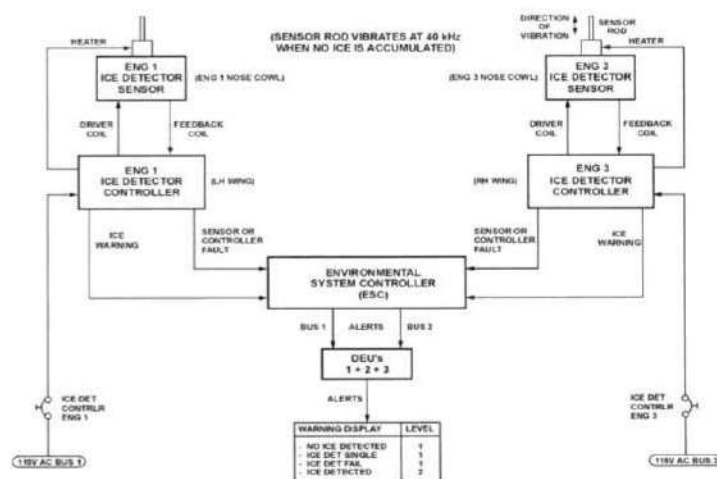 HEATER
(SENSOR ROD VIBRATES AT 40 kHz
WHEN NO ICE IS ACCUMULATED)
DIRECTION
OF
VIBRATION
SENSOR
ROD
HEATER
ENG 1
ICE DETECTOR
SENSOR
(ENG 1 NOSE COWL)
(ENG 3 NOSE COWL)
ENG 3
ICE DETECTOR
SENSOR
DRIVER
COIL
FEEDBACK
COIL
DRIVER
COIL
FEEDBACK
COIL
ENG 1
ICE DETECTOR
CONTROLLER
(LH WING)
(RH WING)
ENG 3
ICE DETECTOR
CONTROLLER
ICE
WARNING
SENSOR OR
CONTROLLER
FAULT
SENSOR OR
CONTROLLER
FAULT
ICE
WARNING
ENVIRONMENTAL
SYSTEM CONTROLLER
(ESC)
BUS 1 ALERTS BUS 2
DEU's
1 + 2 + 3
ALERTS
ICE DET
CONTRLR
ENG 1
ICE DET
CONTRLR
ENG 3
WARNING DISPLAY LEVEL
- NO ICE DETECTED 1
- ICE DET SINGLE 1
- ICE DET FAIL 1
- ICE DETECTED 2
115V AC BUS 1
115V AC BUS 3